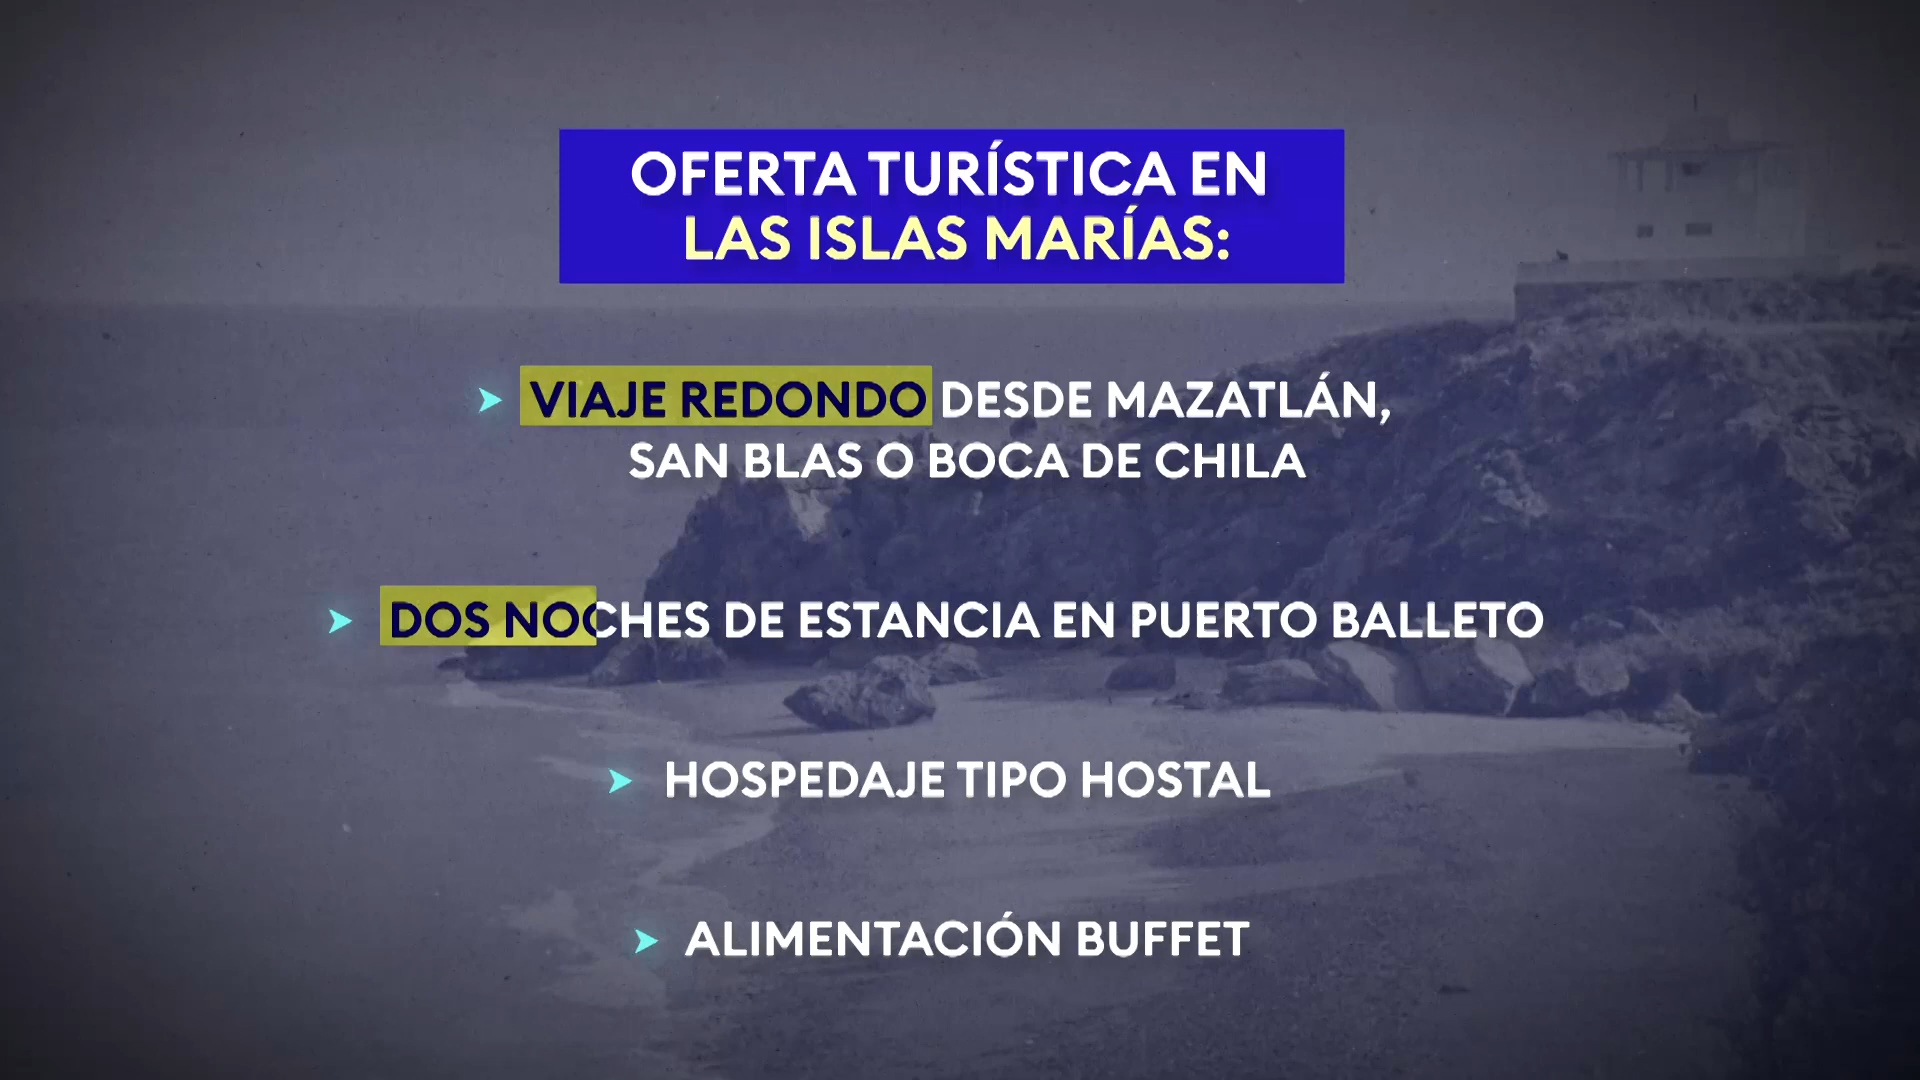 OFERTA TURÍSTICA EN
LAS ISLAS MARÍAS:
VIAJE REDONDO DESDE MAZATLÁN,
SAN BLAS O BOCA DE CHILA
DOS NOCHES DE ESTANCIA EN PUERTO BALLETO
HOSPEDAJE TIPO HOSTAL
ALIMENTACIÓN BUFFET